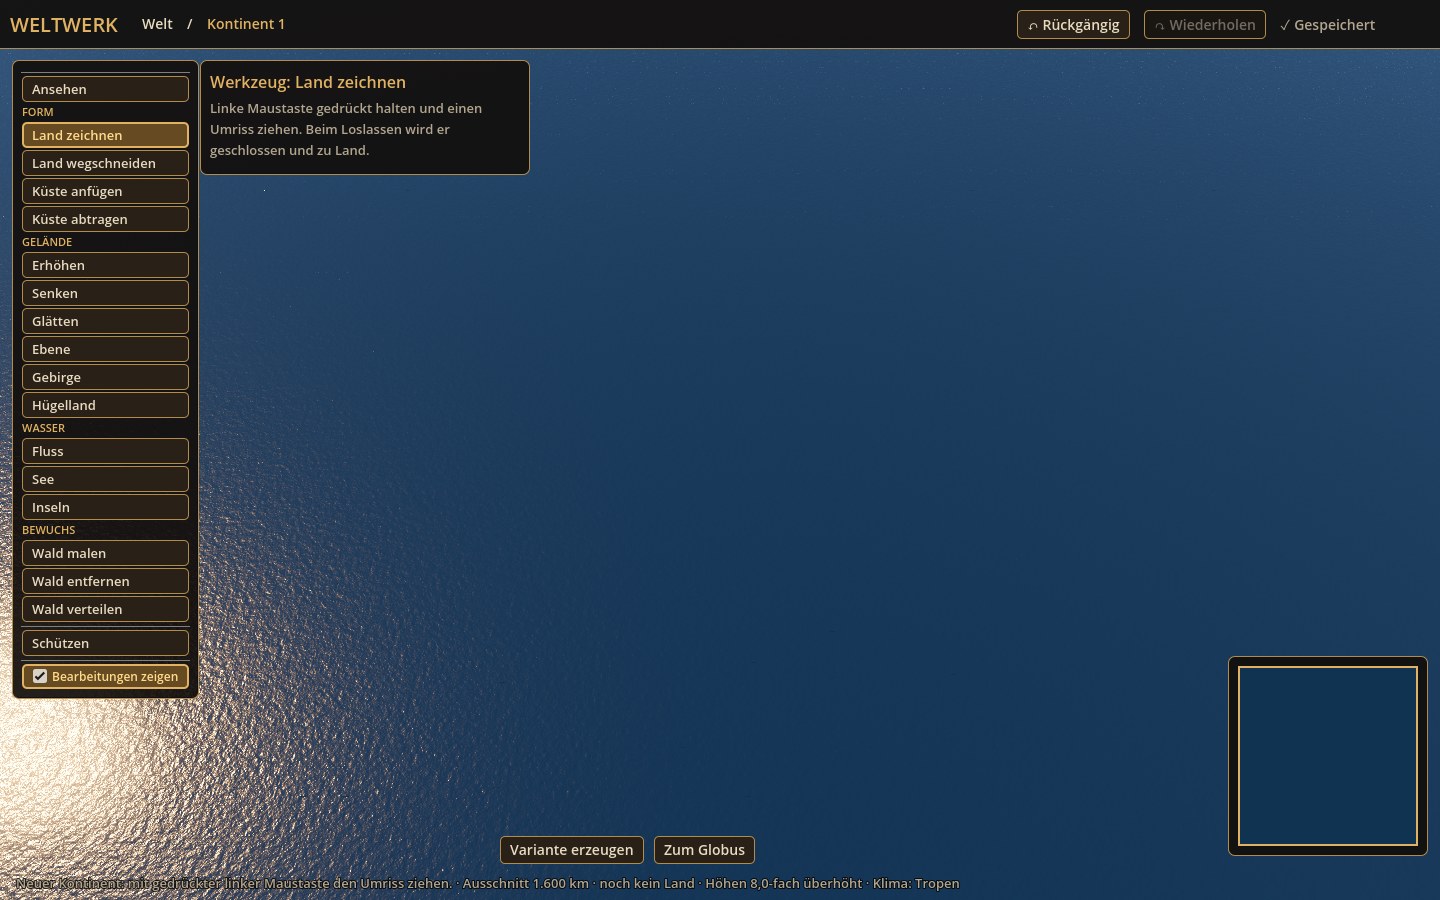 WELTWERK Welt / Kontinent 1 Rückgängig Wiederholen ✓ Gespeichert
Ansehen
FORM
Land zeichnen
Land wegschneiden
Küste anfügen
Küste abtragen
GELÄNDE
Erhöhen
Senken
Glätten
Ebene
Gebirge
Hügelland
WASSER
Fluss
See
Inseln
BEWUCHS
Wald malen
Wald entfernen
Wald verteilen
Schützen
Bearbeitungen zeigen
Werkzeug: Land zeichnen
Linke Maustaste gedrückt halten und einen
Umriss ziehen. Beim Loslassen wird er
geschlossen und zu Land.
Variante erzeugen Zum Globus
Neuer Kontinent: mit gedrückter linker Maustaste den Umriss ziehen. · Ausschnitt 1.600 km · noch kein Land · Höhen 8,0-fach überhöht · Klima: Tropen